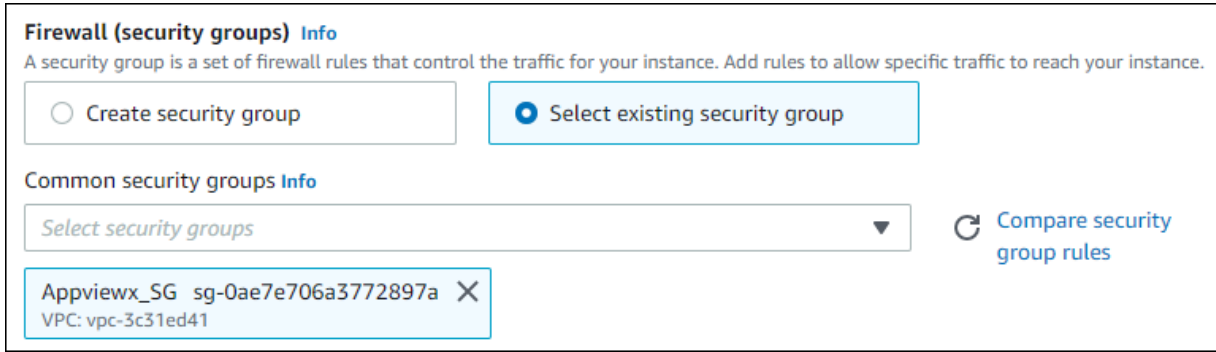 Firewall (security groups) Info
A security group is a set of firewall rules that control the traffic for your instance. Add rules to allow specific traffic to reach your instance.
Create security group
Select existing security group
Common security groups Info
Select security groups
Compare security
group rules
Appviewx_SG sg-0ae7e706a3772897a
VPC: vpc-3c31ed41